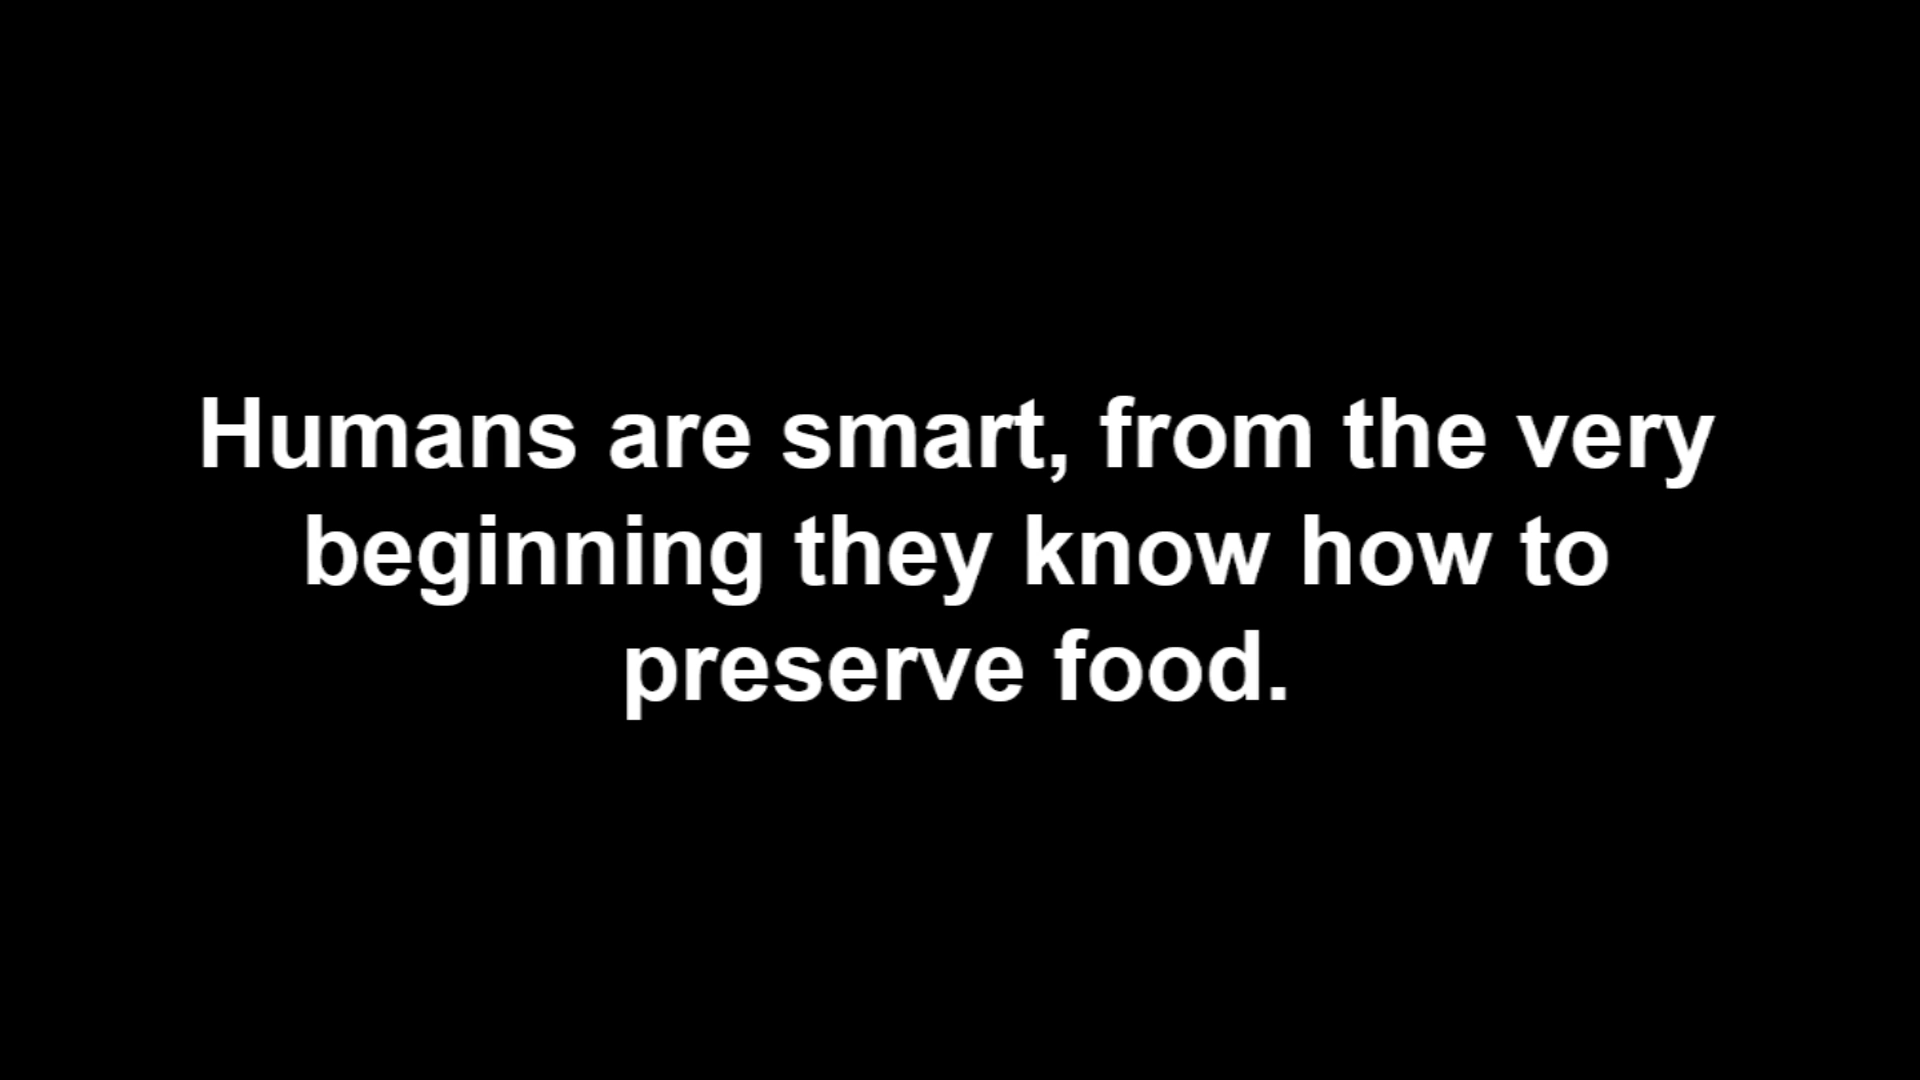 Humans are smart, from the very
beginning they know how to
preserve food.